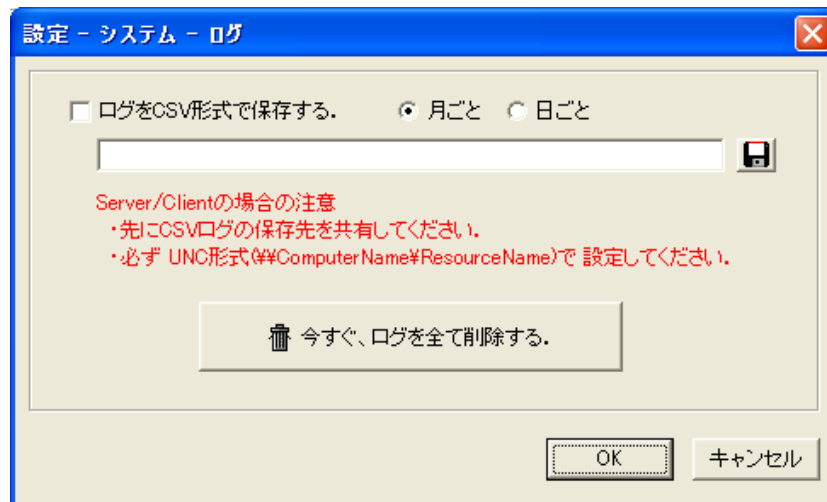 設定 - システム - ログ
ログをCSV形式で保存する. 月ごと 日ごと
Server/Clientの場合の注意
・先にCSVログの保存先を共有してください.
・必ず UNC形式(¥¥ComputerName¥ResourceName)で 設定してください.
今すぐ、ログを全て削除する.
OK キャンセル